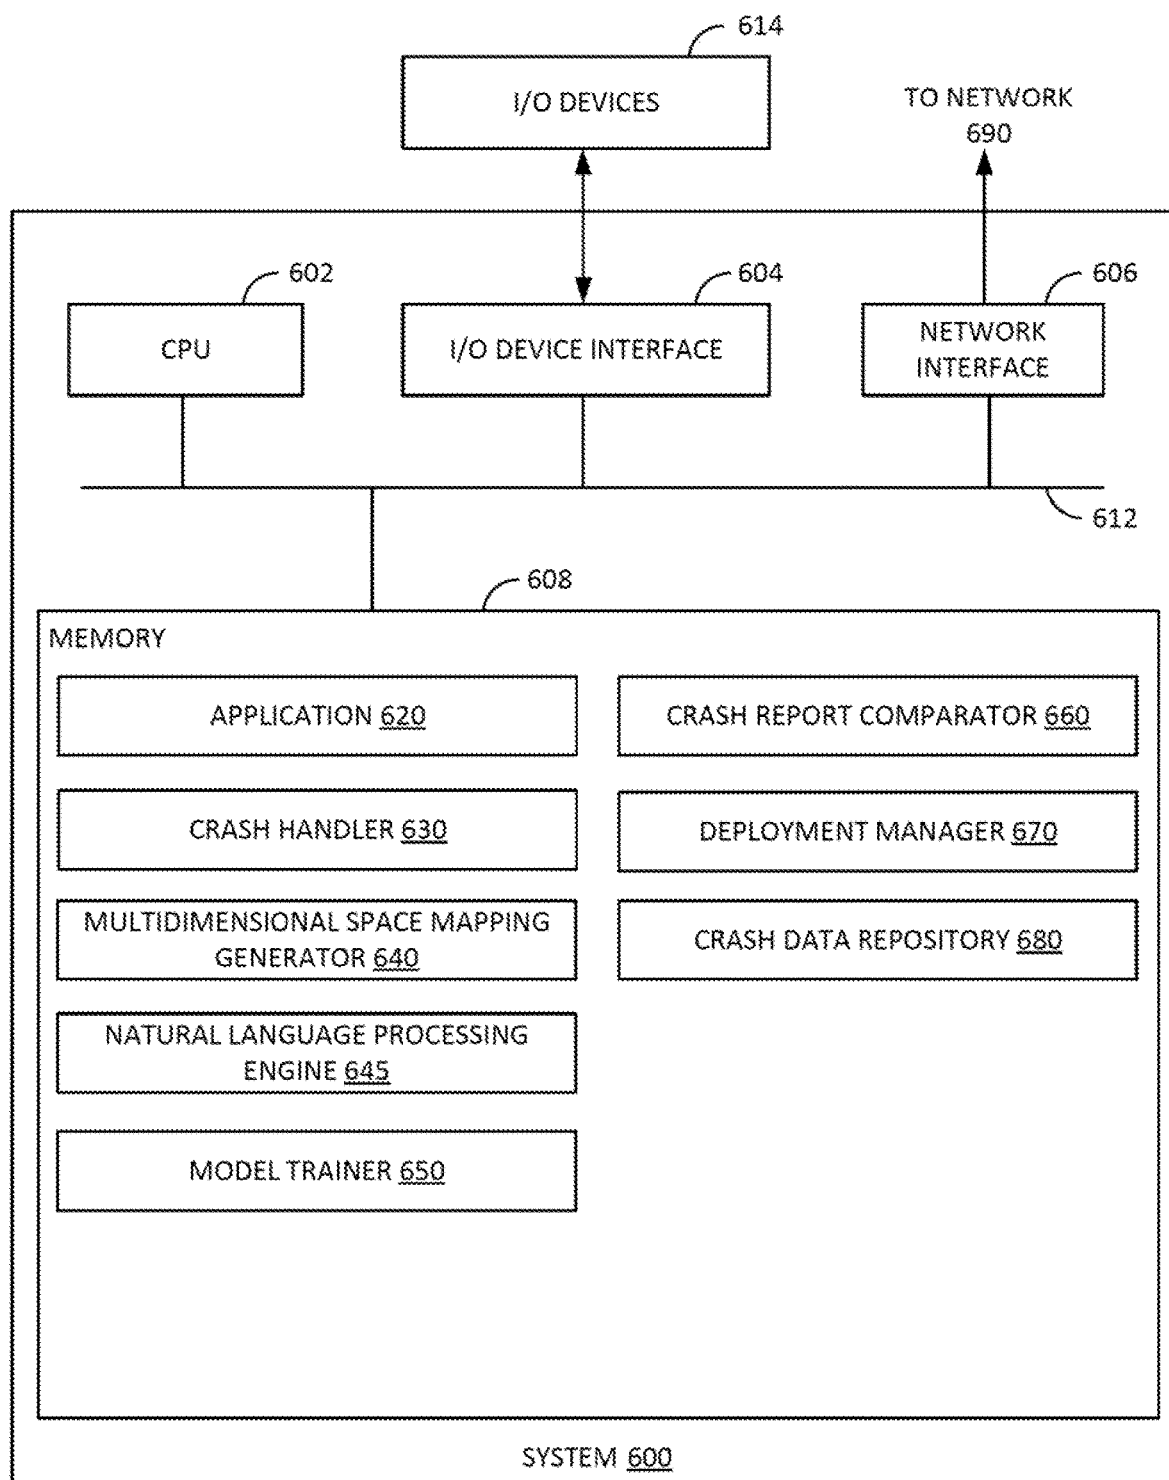 614
I/O DEVICES
TO NETWORK
690
602
604
606
CPU
I/O DEVICE INTERFACE
NETWORK
INTERFACE
612
608
MEMORY
APPLICATION 620
CRASH HANDLER 630
MULTIDIMENSIONAL SPACE MAPPING
GENERATOR 640
NATURAL LANGUAGE PROCESSING
ENGINE 645
MODEL TRAINER 650
CRASH REPORT COMPARATOR 660
DEPLOYMENT MANAGER 670
CRASH DATA REPOSITORY 680
SYSTEM 600